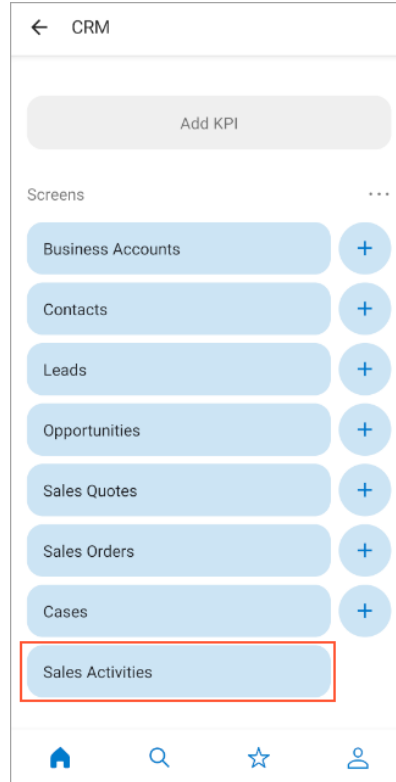 CRM
Add KPI
Screens
Business Accounts
Contacts
Leads
Opportunities
Sales Quotes
Sales Orders
Cases
Sales Activities